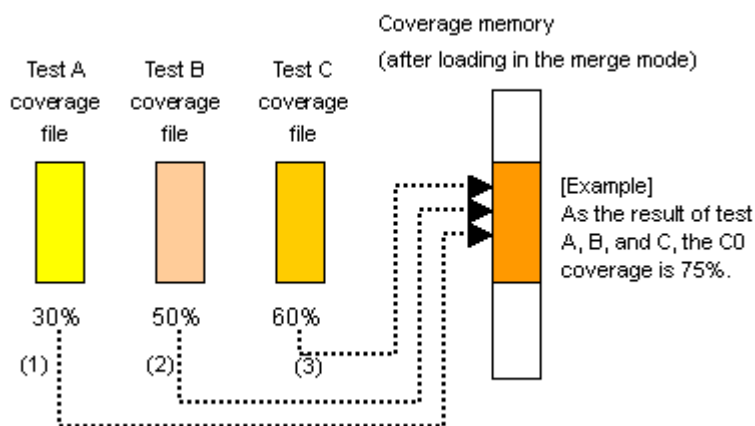 Coverage memory
(after loading in the merge mode)
Test A
coverage
file
Test B
coverage
file
Test C
coverage
file
[Example]
As the result of test
A, B, and C, the C0
coverage is 75%.
30%
50%
60%
(1)
(2)
(3)